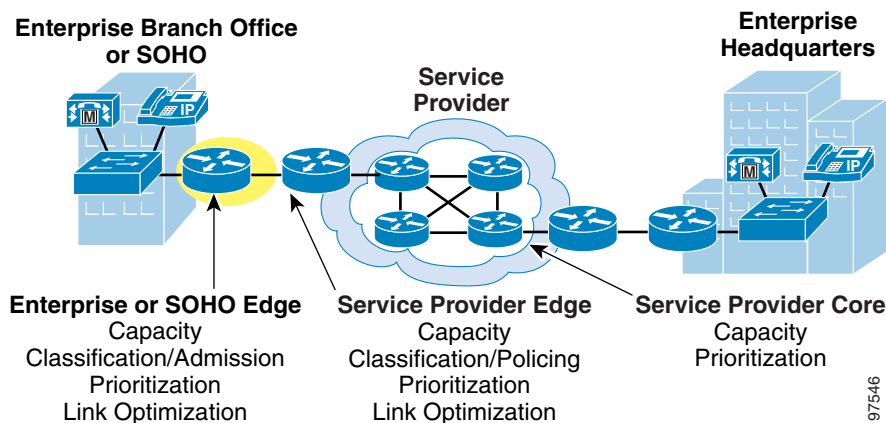 Enterprise Branch Office
or SOHO
Service
Provider
Enterprise
Headquarters
M
IP
M
IP
Enterprise or SOHO Edge
Capacity
Classification/Admission
Prioritization
Link Optimization
Service Provider Edge
Capacity
Classification/Policing
Prioritization
Link Optimization
Service Provider Core
Capacity
Prioritization
97546